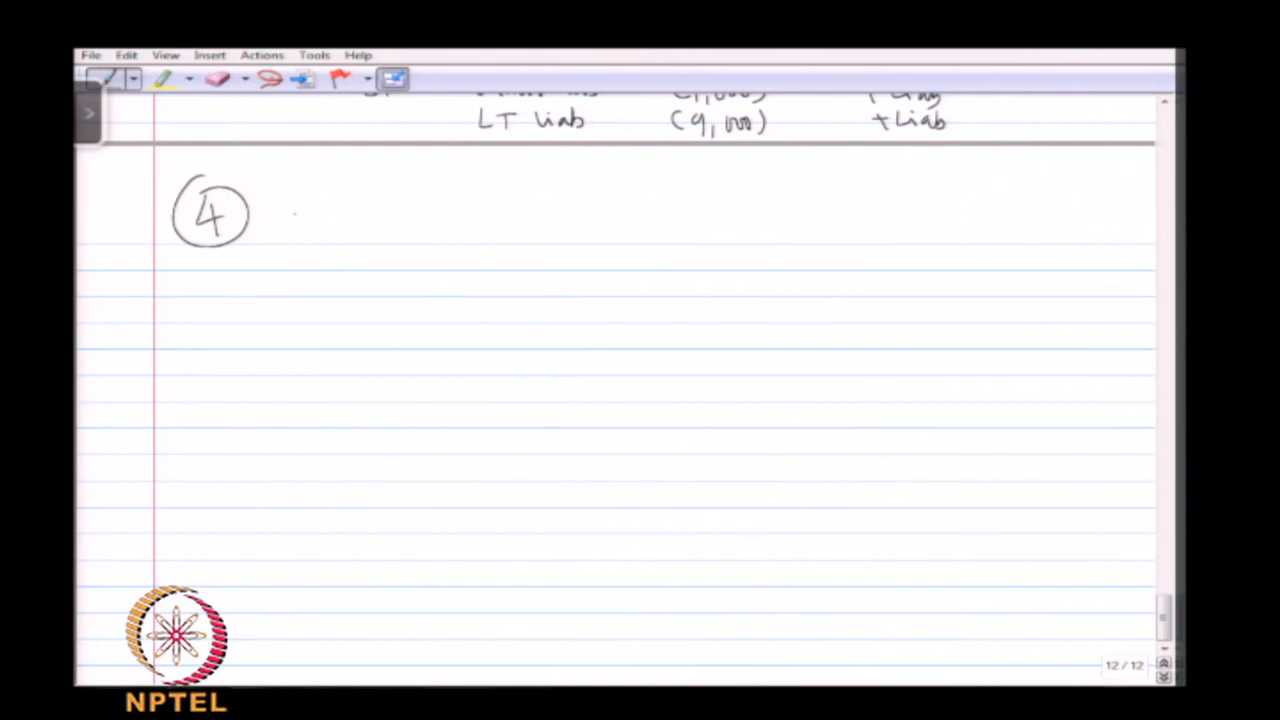 File Edit View Insert Actions Tools Help
LT Liab (9,000) +Liab
4
12 / 12
NPTEL